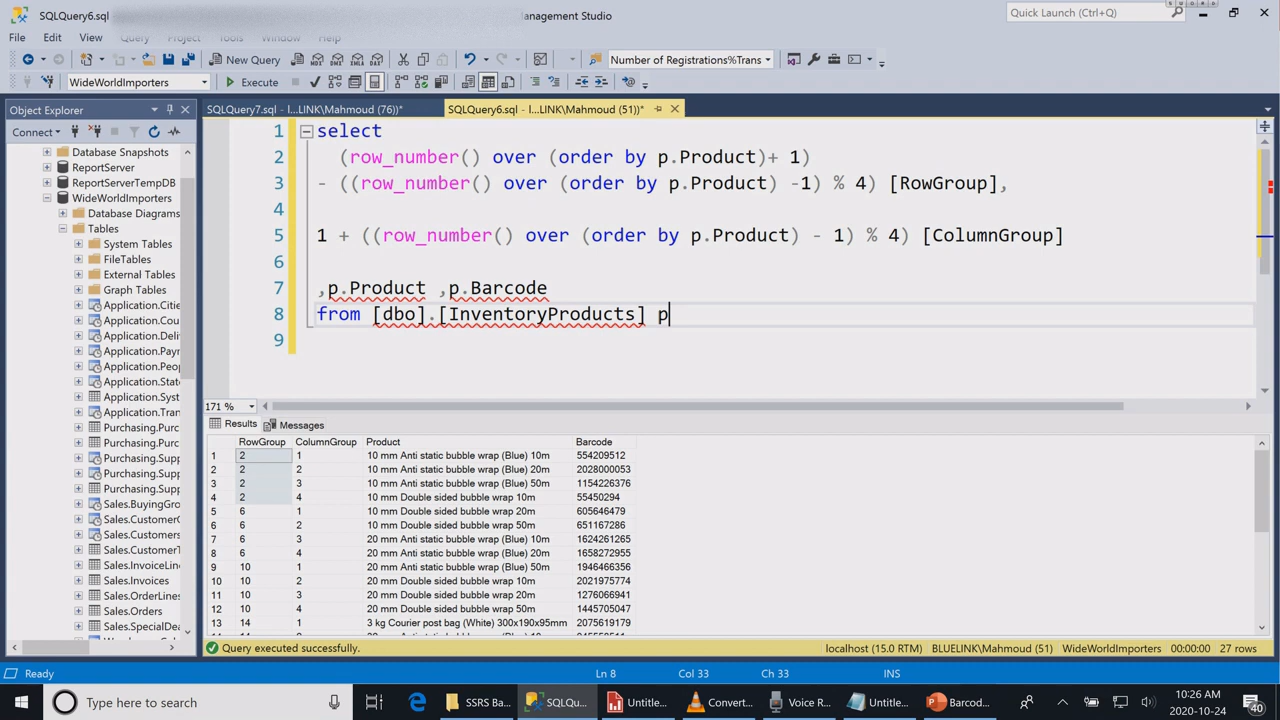 SQLQuery6.sql
Management Studio
Quick Launch (Ctrl+Q)
File Edit View Query Project Tools Window Help
New Query
Number of Registrations%Trans
WideWorldImporters
Execute
Object Explorer
SQLQuery7.sql - l...LINK\Mahmoud (76))*
SQLQuery6.sql - l...LINK\Mahmoud (51))*
Connect
Database Snapshots
ReportServer
ReportServerTempDB
WideWorldImporters
Database Diagrams
Tables
System Tables
FileTables
External Tables
Graph Tables
Application.Citie
Application.Cou
Application.Deli
Application.Payr
Application.Peop
Application.State
Application.Syst
Application.Tran
Purchasing.Purc
Purchasing.Purc
Purchasing.Supp
Purchasing.Supp
Purchasing.Supp
Sales.BuyingGro
Sales.CustomerC
Sales.Customers
Sales.CustomerT
Sales.InvoiceLine
Sales.Invoices
Sales.OrderLines
Sales.Orders
Sales.SpecialDea
1 select
2 (row_number() over (order by p.Product)+ 1)
3 - ((row_number() over (order by p.Product) -1) % 4) [RowGroup],
4
5 1 + ((row_number() over (order by p.Product) - 1) % 4) [ColumnGroup]
6
7 ,p.Product ,p.Barcode
8 from [dbo].[InventoryProducts] p
9
171 %
Results Messages
RowGroup ColumnGroup Product Barcode
1 2 1 10 mm Anti static bubble wrap (Blue) 10m 554209512
2 2 2 10 mm Anti static bubble wrap (Blue) 20m 2028000053
3 2 3 10 mm Anti static bubble wrap (Blue) 50m 1154226376
4 2 4 10 mm Double sided bubble wrap 10m 55450294
5 6 1 10 mm Double sided bubble wrap 20m 605646479
6 6 2 10 mm Double sided bubble wrap 50m 651167286
7 6 3 20 mm Anti static bubble wrap (Blue) 10m 1624261265
8 6 4 20 mm Anti static bubble wrap (Blue) 20m 1658272955
9 10 1 20 mm Anti static bubble wrap (Blue) 50m 1946466356
10 10 2 20 mm Double sided bubble wrap 10m 2021975774
11 10 3 20 mm Double sided bubble wrap 20m 1276066941
12 10 4 20 mm Double sided bubble wrap 50m 1445705047
13 14 1 3 kg Courier post bag (White) 300x190x95mm 2075619179
Query executed successfully.
localhost (15.0 RTM) BLUELINK\Mahmoud (51) WideWorldImporters 00:00:00 27 rows
Ready
Ln 8 Col 33 Ch 33 INS
Type here to search
SSRS Ba...
SQLQu...
Untitle...
Convert...
Voice R...
Untitle...
Barcod...
10:26 AM
2020-10-24
40